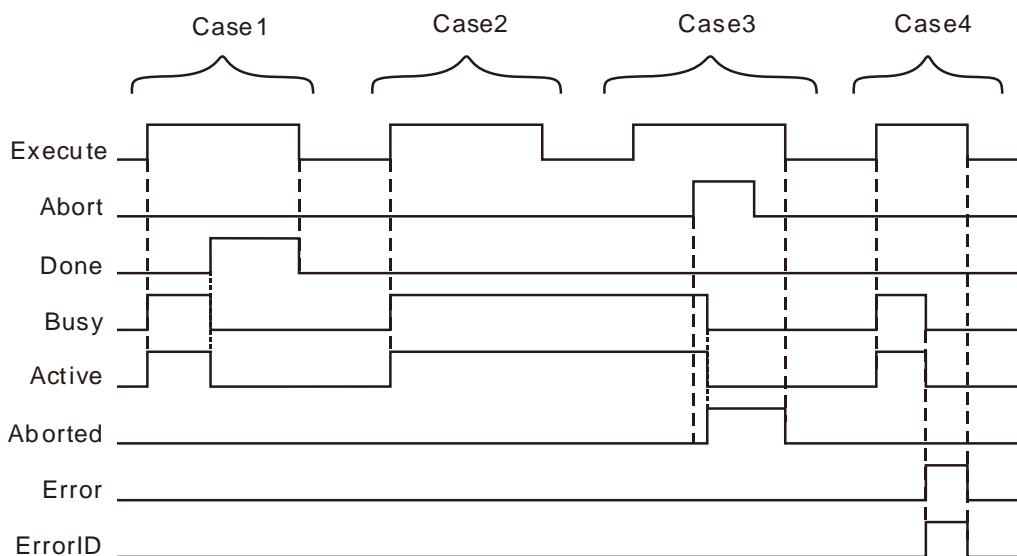 Case1
Case2
Case3
Case4
Execute
Abort
Done
Busy
Active
Aborted
Error
ErrorID